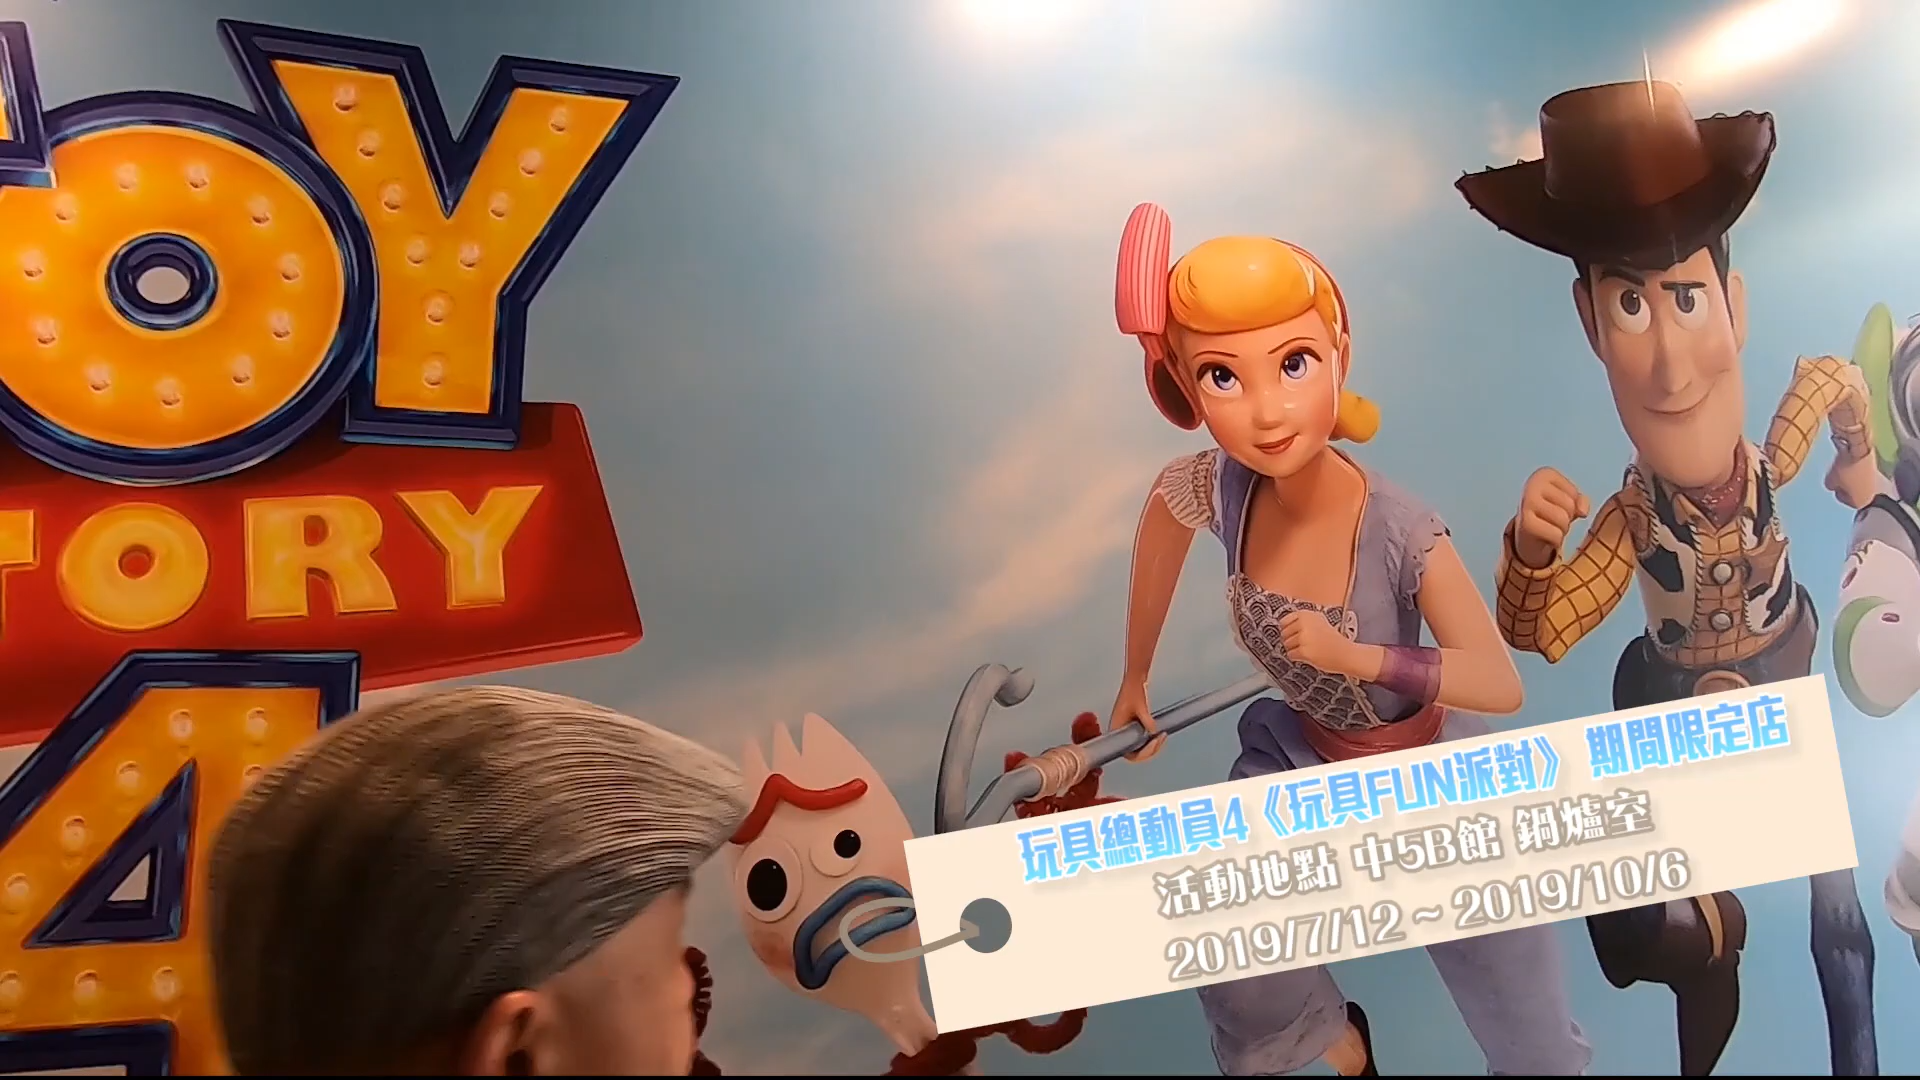 TOY
STORY
4
玩具總動員4《玩具FUN派對》 期間限定店
活動地點 中5B館 鍋爐室
2019/7/12 ~ 2019/10/6